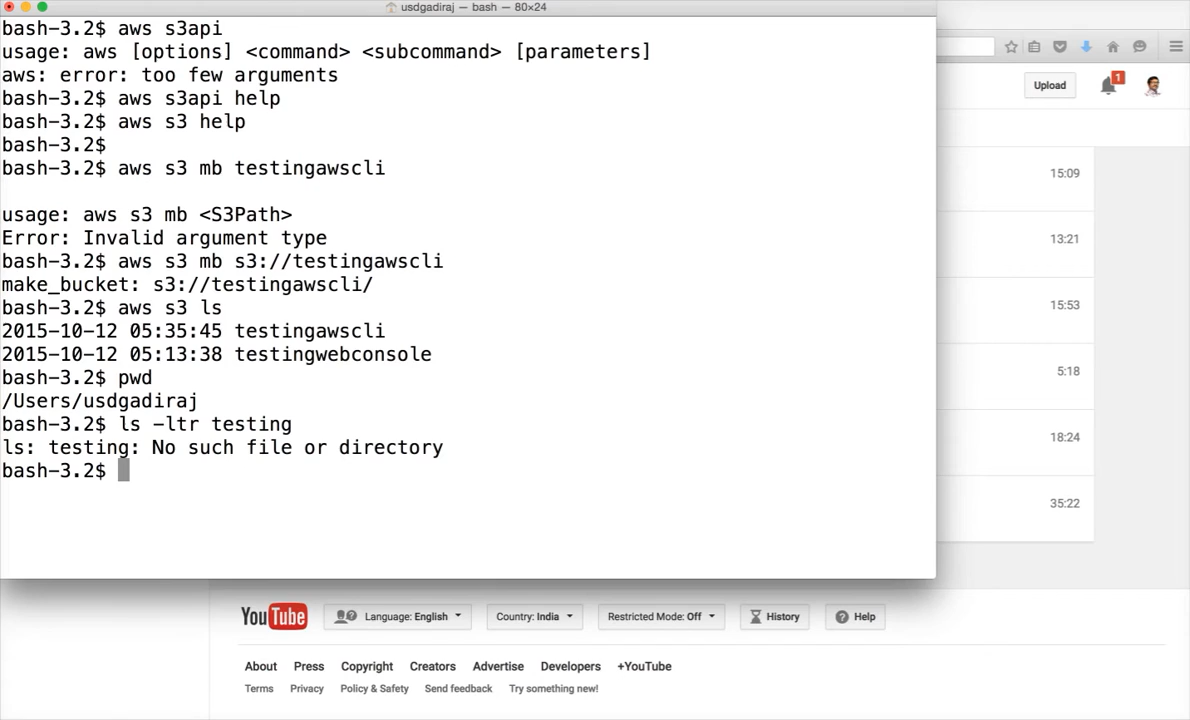 usdgadiraj — bash — 80×24
bash-3.2$ aws s3api
usage: aws [options] <command> <subcommand> [parameters]
aws: error: too few arguments
bash-3.2$ aws s3api help
bash-3.2$ aws s3 help
bash-3.2$
bash-3.2$ aws s3 mb testingawscli
usage: aws s3 mb <S3Path>
Error: Invalid argument type
bash-3.2$ aws s3 mb s3://testingawscli
make_bucket: s3://testingawscli/
bash-3.2$ aws s3 ls
2015-10-12 05:35:45 testingawscli
2015-10-12 05:13:38 testingwebconsole
bash-3.2$ pwd
/Users/usdgadiraj
bash-3.2$ ls -ltr testing
ls: testing: No such file or directory
bash-3.2$
Upload 1
15:09
13:21
15:53
5:18
18:24
35:22
YouTube Language: English Country: India Restricted Mode: Off History Help
About Press Copyright Creators Advertise Developers +YouTube
Terms Privacy Policy & Safety Send feedback Try something new!